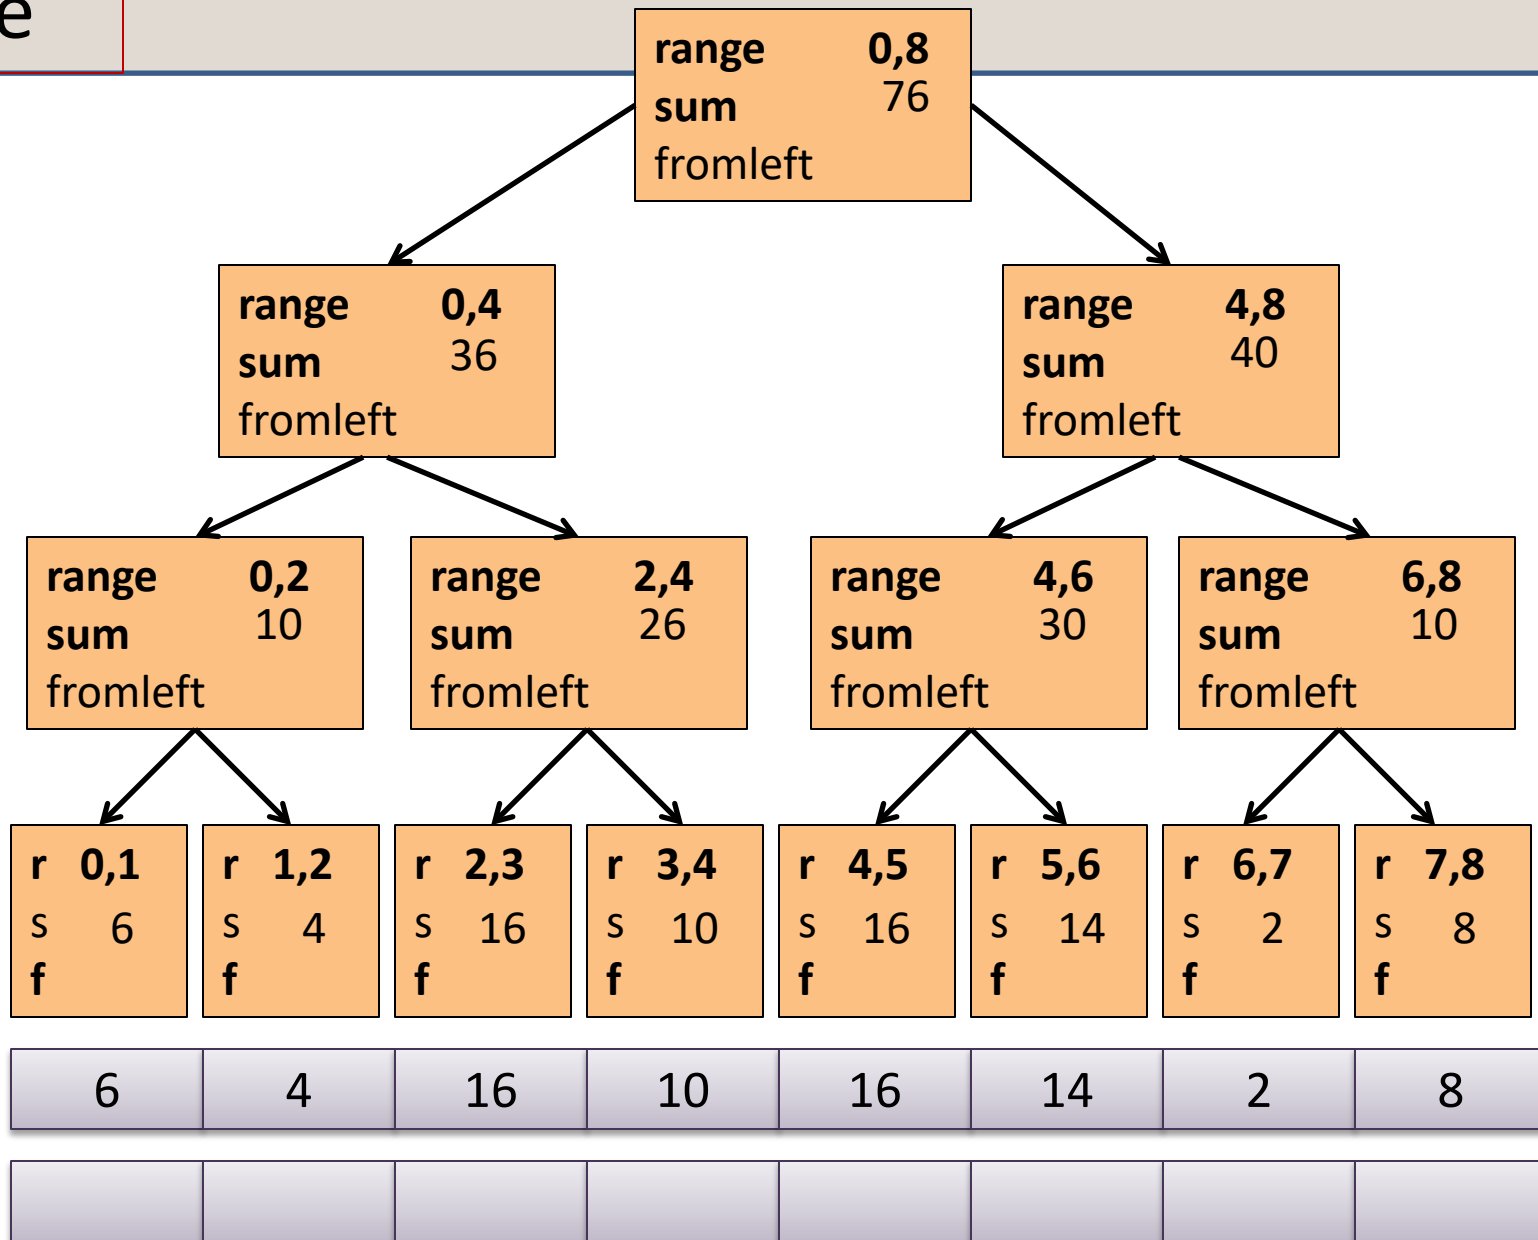 e
range 0,8
sum 76
fromleft
range 0,4
sum 36
fromleft
range 4,8
sum 40
fromleft
range 0,2
sum 10
fromleft
range 2,4
sum 26
fromleft
range 4,6
sum 30
fromleft
range 6,8
sum 10
fromleft
r 0,1
s 6
f
r 1,2
s 4
f
r 2,3
s 16
f
r 3,4
s 10
f
r 4,5
s 16
f
r 5,6
s 14
f
r 6,7
s 2
f
r 7,8
s 8
f
6 4 16 10 16 14 2 8